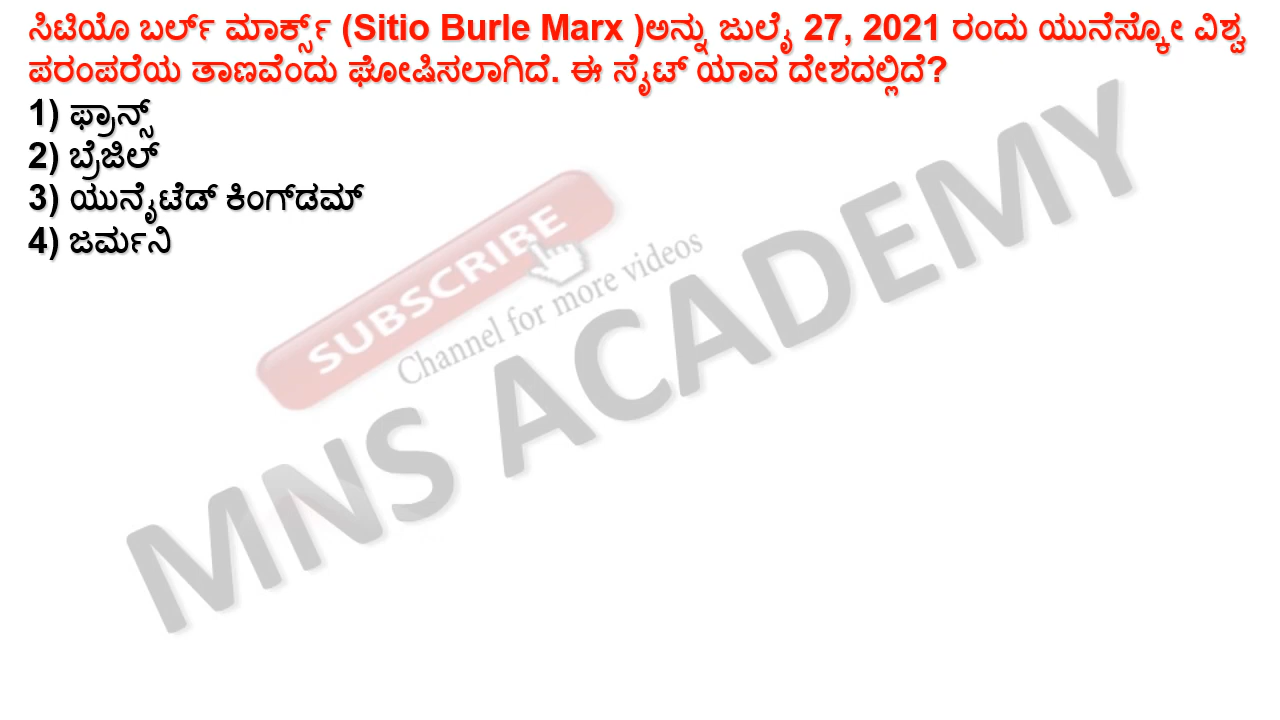 ಸಿಟಿಯೊ ಬರ್ಲ್ ಮಾರ್ಕ್ಸ್ (Sitio Burle Marx )ಅನ್ನು ಜುಲೈ 27, 2021 ರಂದು ಯುನೆಸ್ಕೋ ವಿಶ್ವ
ಪರಂಪರೆಯ ತಾಣವೆಂದು ಘೋಷಿಸಲಾಗಿದೆ. ಈ ಸೈಟ್ ಯಾವ ದೇಶದಲ್ಲಿದೆ?
1) ಫ್ರಾನ್ಸ್
2) ಬ್ರೆಜಿಲ್
3) ಯುನೈಟೆಡ್ ಕಿಂಗ್‌ಡಮ್
4) ಜರ್ಮನಿ
SUBSCRIBE
Channel for more videos
MNS ACADEMY